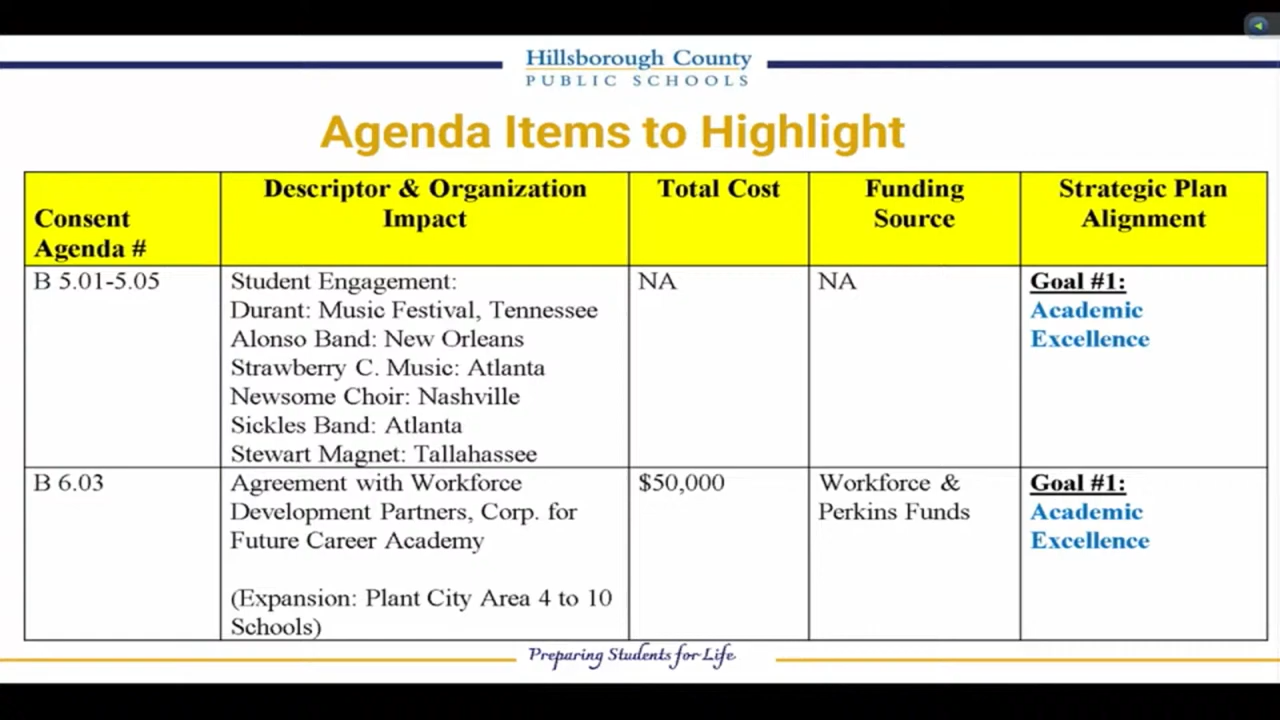 Hillsborough County
PUBLIC SCHOOLS
Agenda Items to Highlight
Consent
Agenda #
Descriptor & Organization
Impact
Total Cost
Funding
Source
Strategic Plan
Alignment
B 5.01-5.05
Student Engagement:
Durant: Music Festival, Tennessee
Alonso Band: New Orleans
Strawberry C. Music: Atlanta
Newsome Choir: Nashville
Sickles Band: Atlanta
Stewart Magnet: Tallahassee
NA
NA
Goal #1:
Academic
Excellence
B 6.03
Agreement with Workforce
Development Partners, Corp. for
Future Career Academy
(Expansion: Plant City Area 4 to 10
Schools)
$50,000
Workforce &
Perkins Funds
Goal #1:
Academic
Excellence
Preparing Students for Life